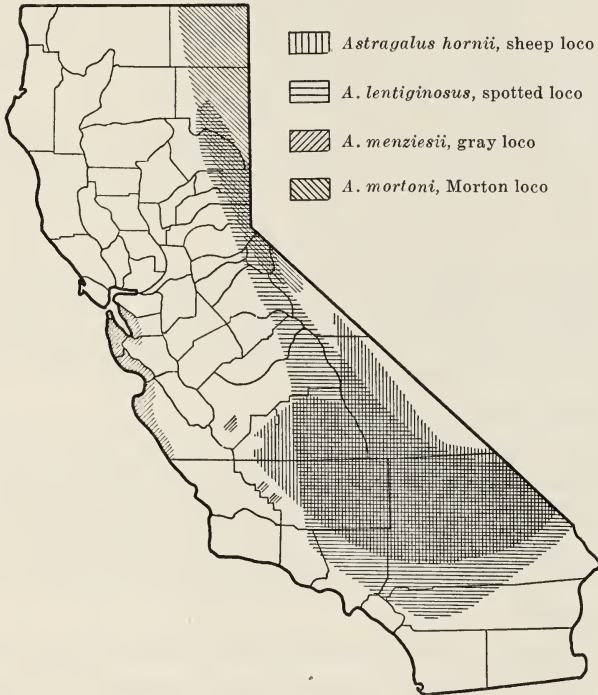 Astragalus hornii, sheep loco
A. lentiginosus, spotted loco
A. menziesii, gray loco
A. mortoni, Morton loco